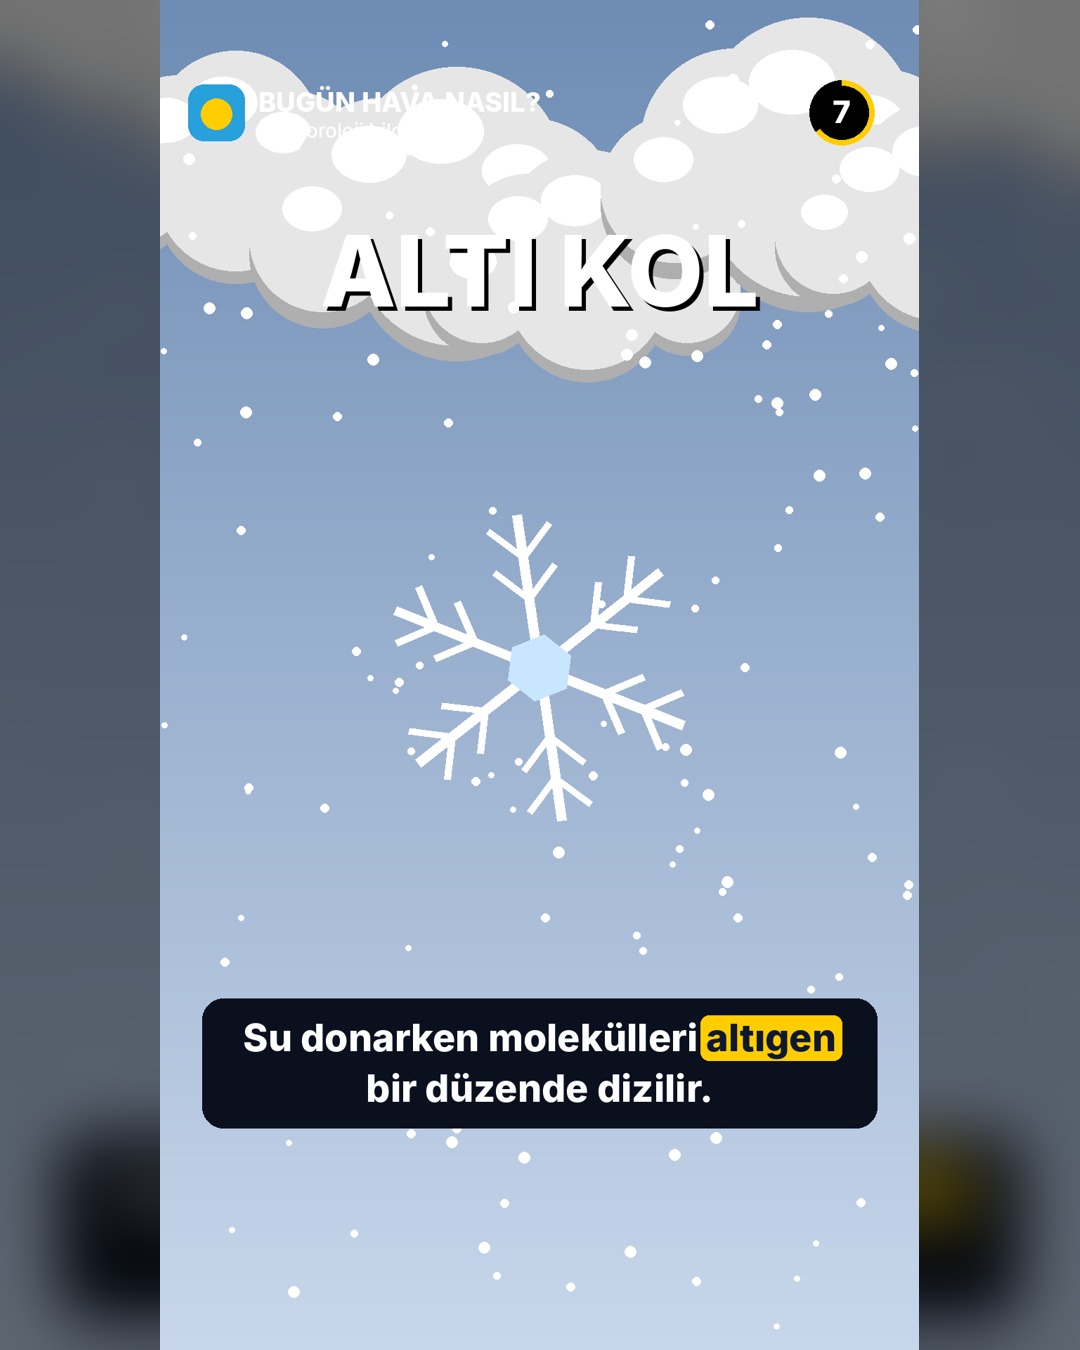 BUGÜN HAVA NASIL?
7
ALTI KOL
Su donarken molekülleri altıgen
bir düzende dizilir.